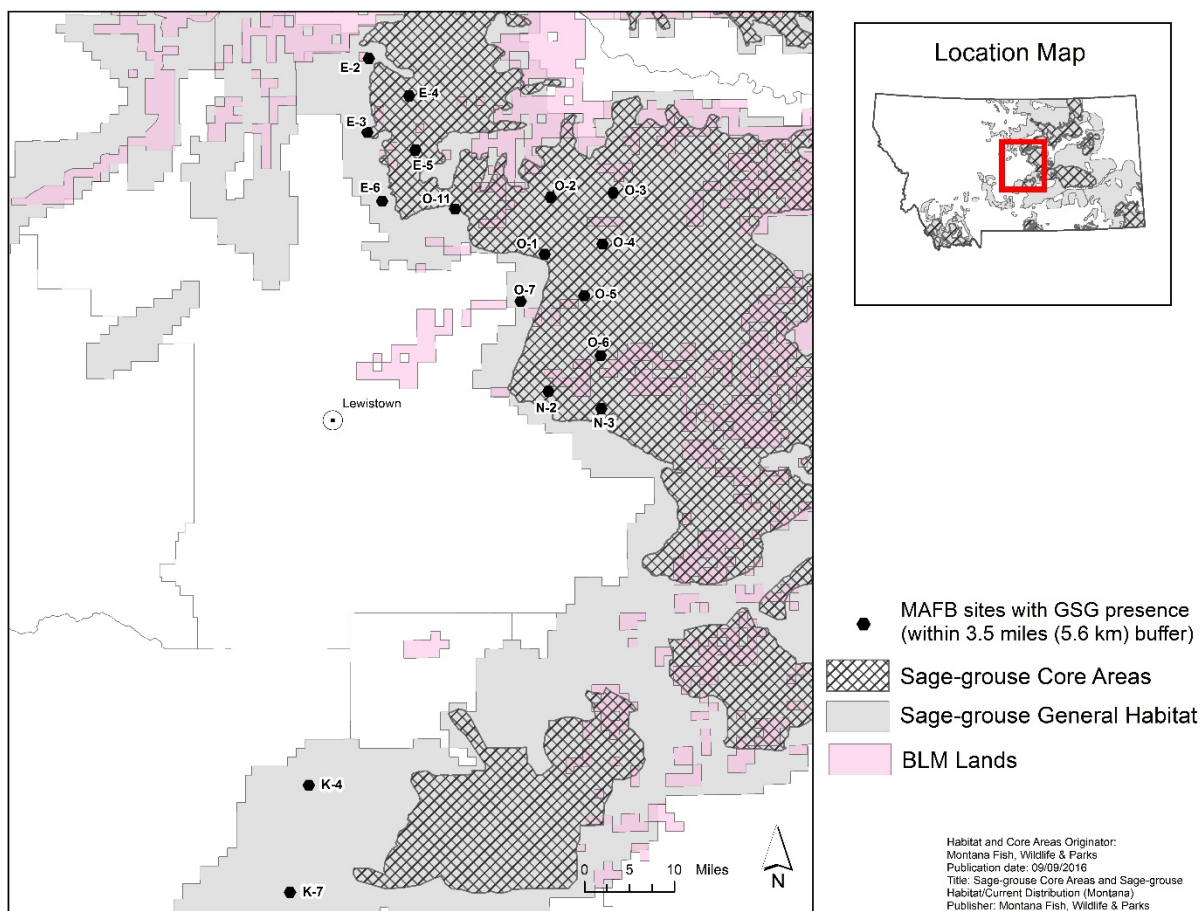 E-2
E-4
E-3
E-5
E-6
O-11
O-2
O-3
O-1
O-4
O-7
O-5
O-6
N-2
N-3
Lewistown
K-4
K-7
0 5 10 Miles
N
Location Map
MAFB sites with GSG presence
(within 3.5 miles (5.6 km) buffer)
Sage-grouse Core Areas
Sage-grouse General Habitat
BLM Lands
Habitat and Core Areas Originator:
Montana Fish, Wildlife & Parks
Publication date: 09/09/2016
Title: Sage-grouse Core Areas and Sage-grouse
Habitat/Current Distribution (Montana)
Publisher: Montana Fish, Wildlife & Parks